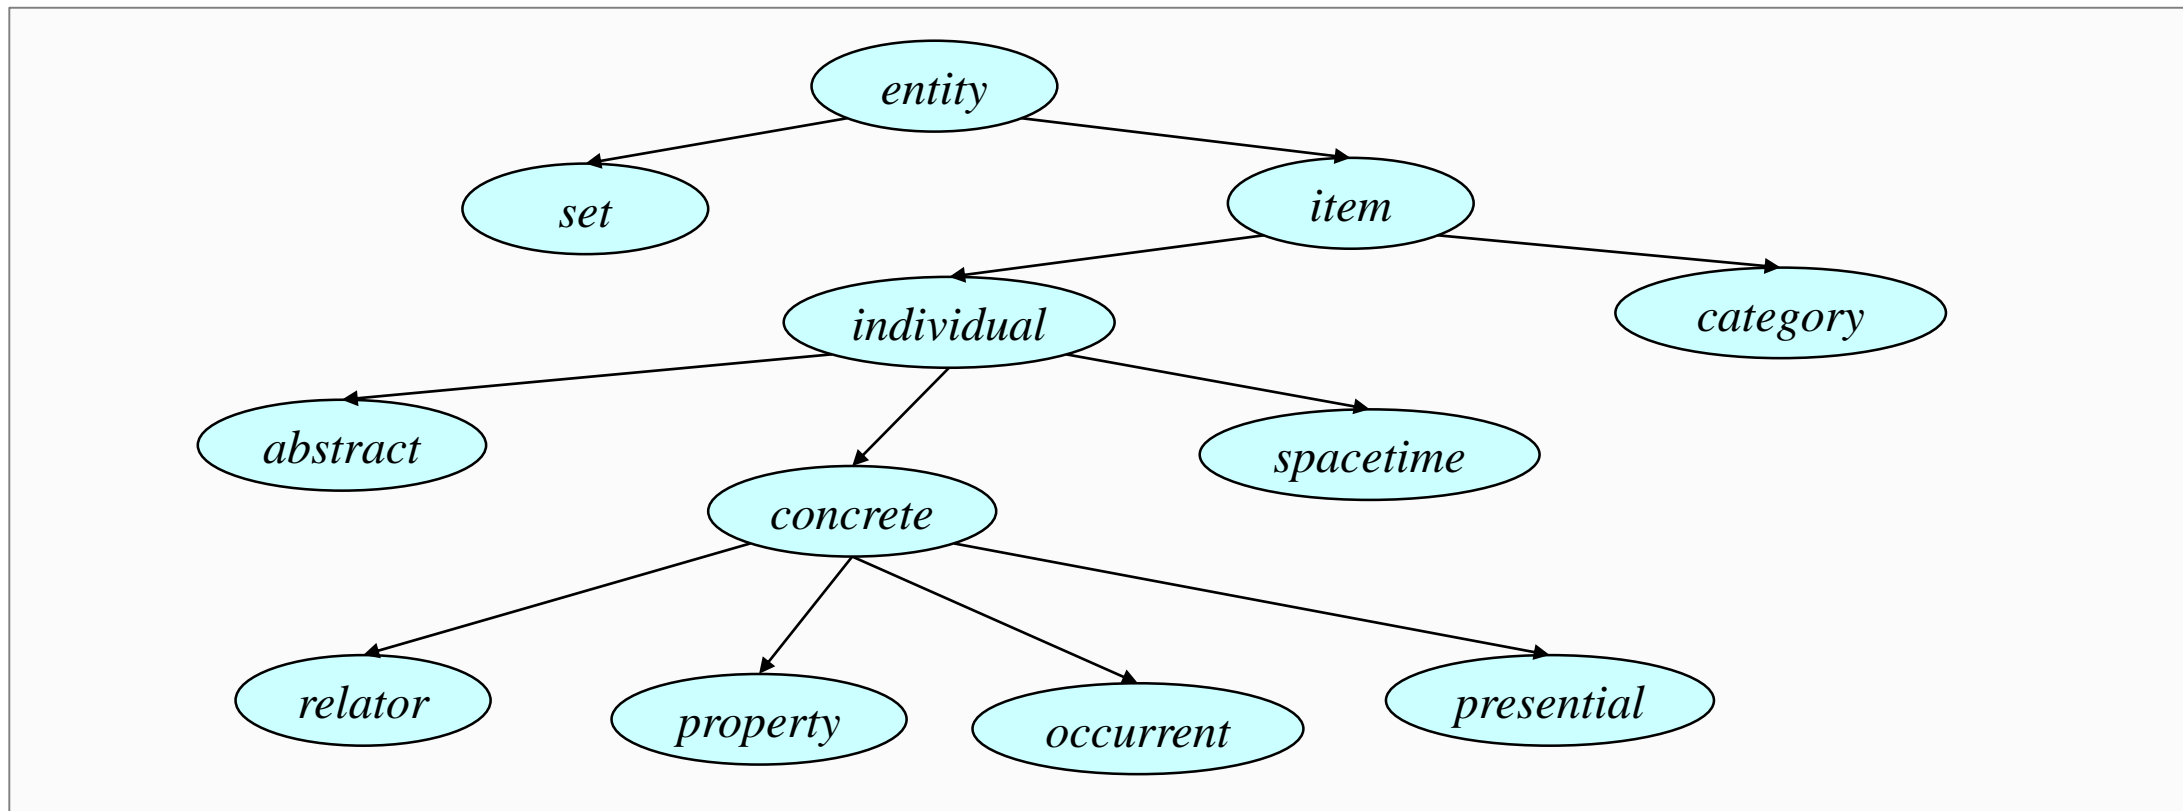 entity
set
item
individual
category
abstract
spacetime
concrete
relator
property
occurrent
presential